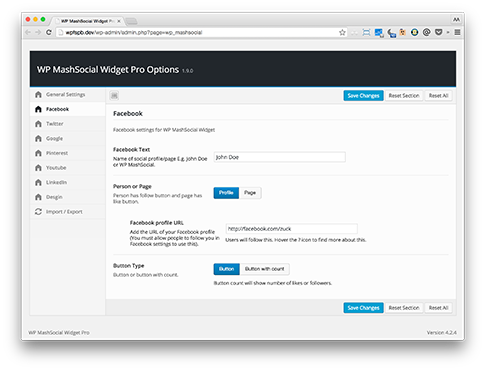 WP MashSocial Widget Pro
wpfspb.dev/wp-admin/admin.php?page=wp_mashsocial
WP MashSocial Widget Pro Options 1.9.0
General Settings
Facebook
Twitter
Google
Pinterest
Youtube
LinkedIn
Desgin
Import / Export
Save Changes Reset Section Reset All
Facebook
Facebook settings for WP MashSocial Widget
Facebook Text
Name of social profile/page E.g. John Doe
or WP MashSocial.
John Doe
Person or Page
Person has follow button and page has
like button.
Profile Page
Facebook profile URL
Add the URL of your Facebook profile
(You must allow people to follow you in
Facebook settings to use this).
http://facebook.com/zuck
Users will follow this. Hover the ? icon to find more about this.
Button Type
Button or button with count.
Button Button with count
Button count will show number of likes or followers.
Save Changes Reset Section Reset All
WP MashSocial Widget Pro
Version 4.2.4